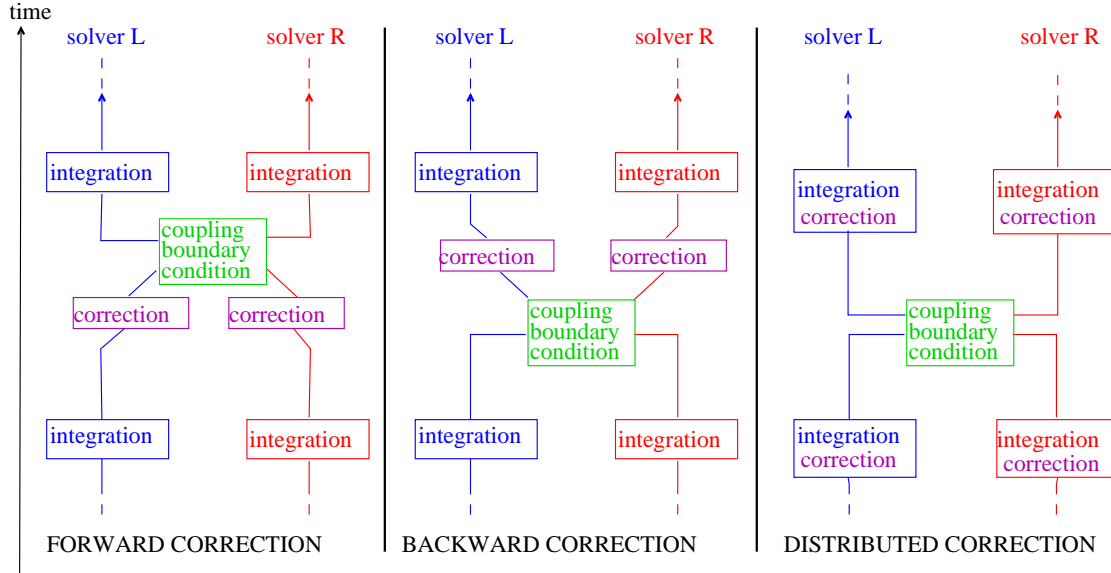 time
solver L
solver R
integration
integration
coupling
boundary
condition
correction
correction
integration
integration
FORWARD CORRECTION
solver L
solver R
integration
integration
correction
correction
coupling
boundary
condition
integration
integration
BACKWARD CORRECTION
solver L
solver R
integration
correction
integration
correction
coupling
boundary
condition
integration
correction
integration
correction
DISTRIBUTED CORRECTION